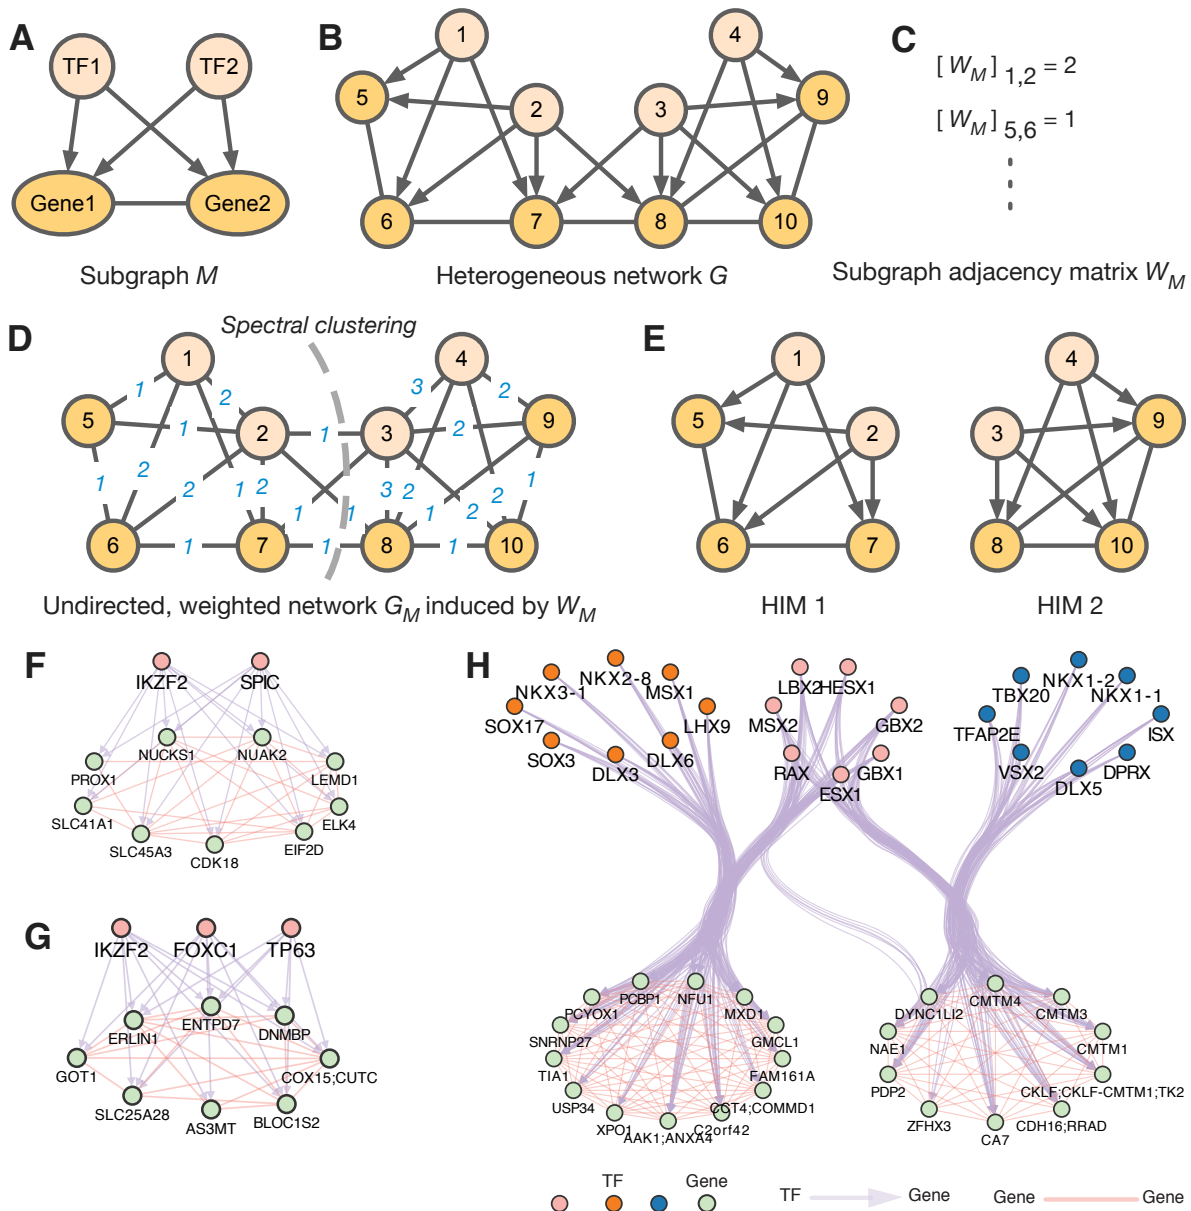 A
TF1
TF2
Gene1
Gene2
Subgraph M
B
1
4
5
2
3
9
6
7
8
10
Heterogeneous network G
C
[ W_M ] 1,2 = 2
[ W_M ] 5,6 = 1
Subgraph adjacency matrix W_M
D
Spectral clustering
1
4
1
2
3
2
5
1
2
1
3
2
9
1
2
2
1
2
1
1
3
2
1
2
2
1
6
1
7
1
8
1
10
Undirected, weighted network G_M induced by W_M
E
1
5
2
6
7
HIM 1
4
3
9
8
10
HIM 2
F
IKZF2
SPIC
NUCKS1
NUAK2
PROX1
LEMD1
SLC41A1
ELK4
SLC45A3
EIF2D
CDK18
G
IKZF2
FOXC1
TP63
ERLIN1
ENTPD7
DNMBP
GOT1
COX15;CUTC
SLC25A28
AS3MT
BLOC1S2
H
NKX3-1
NKX2-8
MSX1
SOX17
LHX9
SOX3
DLX3
DLX6
LBX2
HESX1
MSX2
GBX2
RAX
GBX1
ESX1
TBX20
NKX1-2
NKX1-1
TFAP2E
ISX
VSX2
DLX5
DPRX
PCYOX1
PCBP1
NFU1
MXD1
SNRNP27
GMCL1
TIA1
FAM161A
USP34
CCT4;COMMD1
XPO1
AAK1;ANXA4
C2orf42
DYNC1LI2
CMTM4
CMTM3
NAE1
CMTM1
PDP2
CKLF;CKLF-CMTM1;TK2
ZFHX3
CA7
CDH16;RRAD
TF
Gene
TF
Gene
Gene
Gene